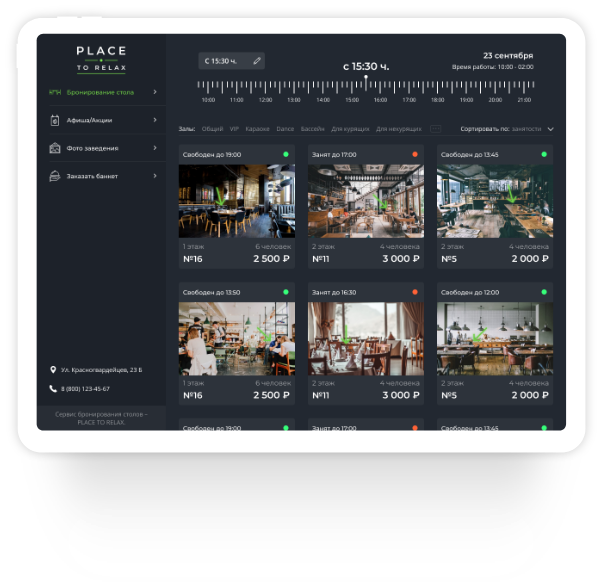 PLACE
TO RELAX
Бронирование стола
Афиша/Акции
Фото заведения
Заказать банкет
Ул. Красногвардейцев, 23 Б
8 (800) 123-45-67
Сервис бронирования столов –
PLACE TO RELAX.
С 15:30 ч.
с 15:30 ч.
23 сентября
Время работы: 10:00 - 02:00
10:00 11:00 12:00 13:00 14:00 15:00 16:00 17:00 18:00 19:00 20:00 21:00
Залы: Общий VIP Караоке Dance Бассейн Для курящих Для некурящих
Сортировать по: занятости
Свободен до 19:00
1 этаж 6 человек
№16 2 500 ₽
Занят до 17:00
2 этаж 4 человека
№11 3 000 ₽
Свободен до 13:45
2 этаж 4 человека
№5 2 000 ₽
Свободен до 13:50
1 этаж 6 человек
№16 2 500 ₽
Занят до 16:30
2 этаж 4 человека
№11 3 000 ₽
Свободен до 12:00
2 этаж 4 человека
№5 2 000 ₽
Свободен до 19:00
Занят до 17:00
Свободен до 13:45